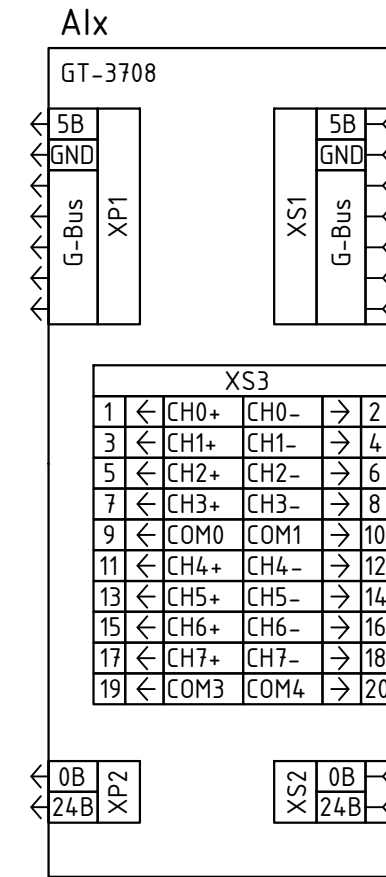 AIx
GT-3708
5В 5В
GND GND
G-Bus XP1 XS1 G-Bus
XS3
1 CH0+ CH0- 2
3 CH1+ CH1- 4
5 CH2+ CH2- 6
7 CH3+ CH3- 8
9 COM0 COM1 10
11 CH4+ CH4- 12
13 CH5+ CH5- 14
15 CH6+ CH6- 16
17 CH7+ CH7- 18
19 COM3 COM4 20
0В XP2 XS2 0В
24В 24В